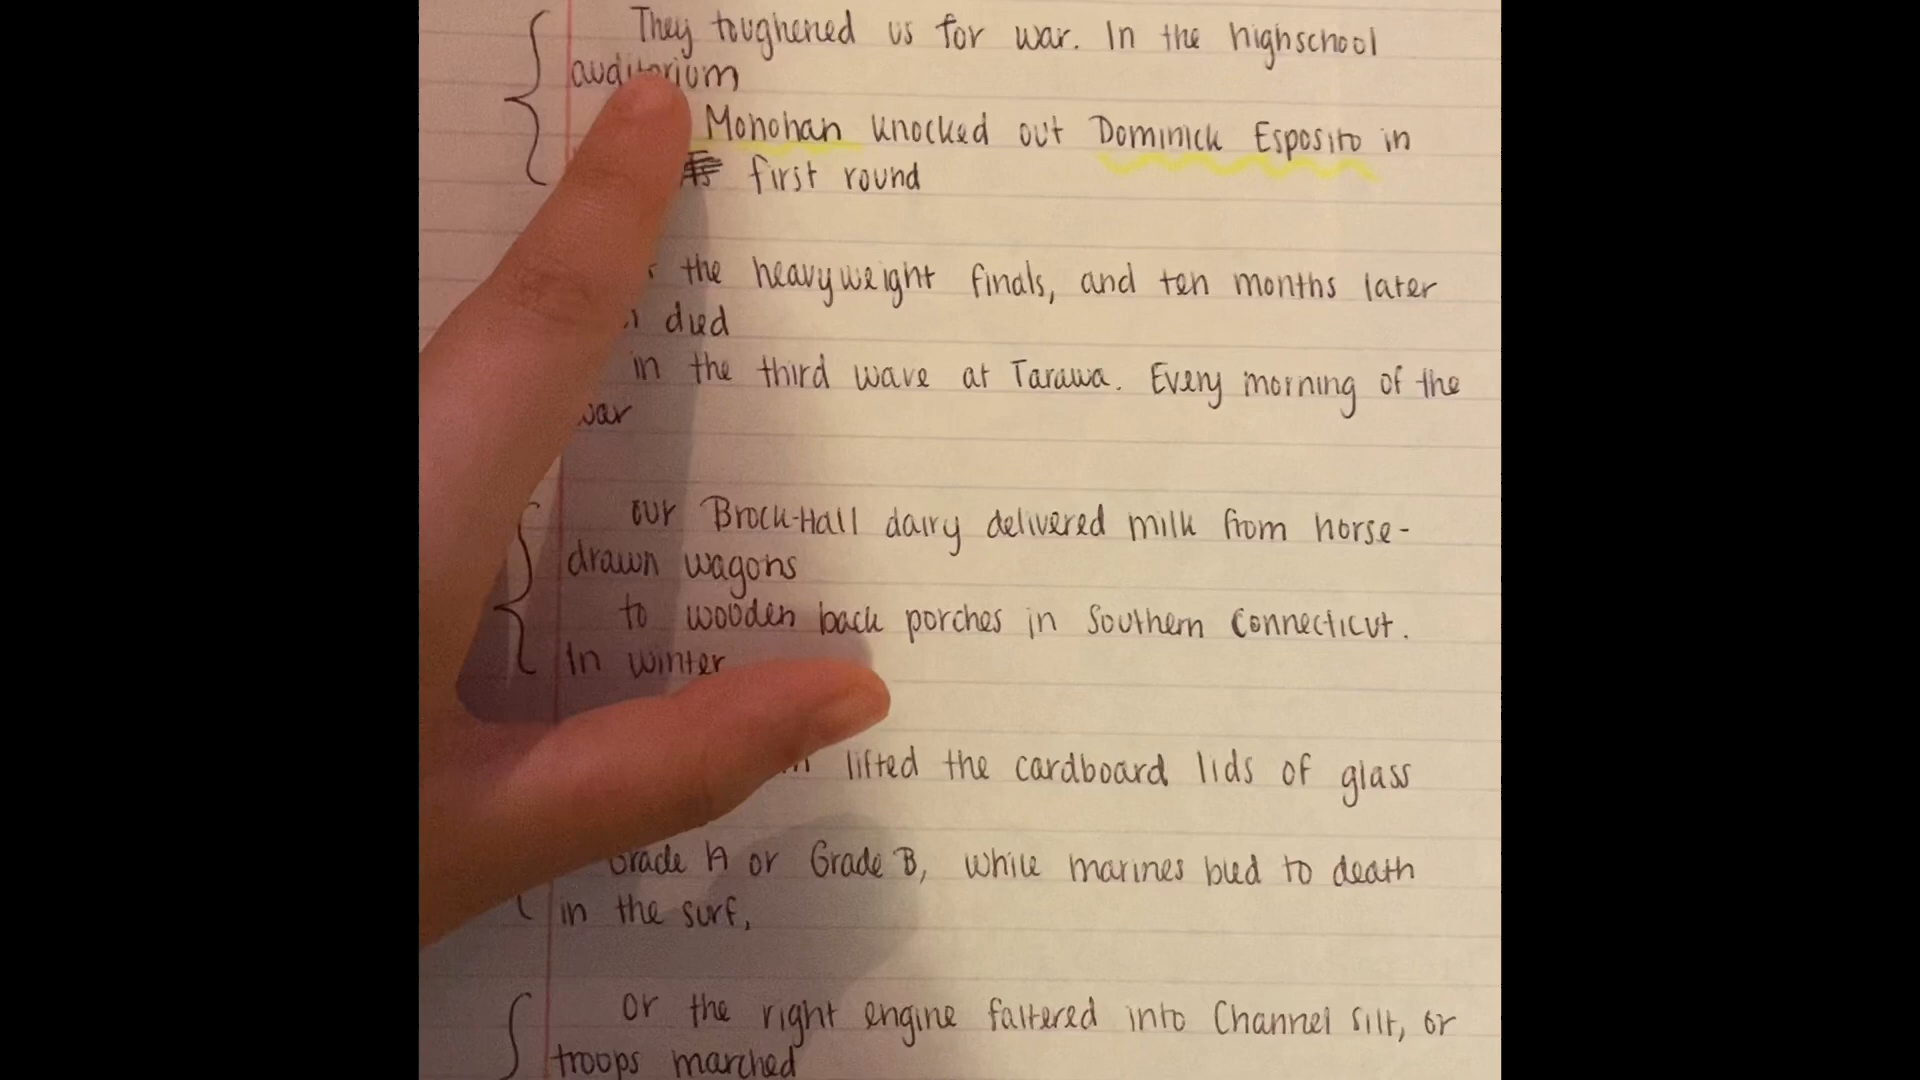 They toughened us for war. In the highschool
auditorium
Monohan knocked out Dominick Esposito in
first round
the heavyweight finals, and ten months later
died
in the third wave at Tarawa. Every morning of the
war
our Brock-Hall dairy delivered milk from horse-
drawn wagons
to wooden back porches in Southern Connecticut.
In winter
lifted the cardboard lids of glass
Grade A or Grade B, while marines bled to death
in the surf,
or the right engine faltered into Channel silt, or
troops marched